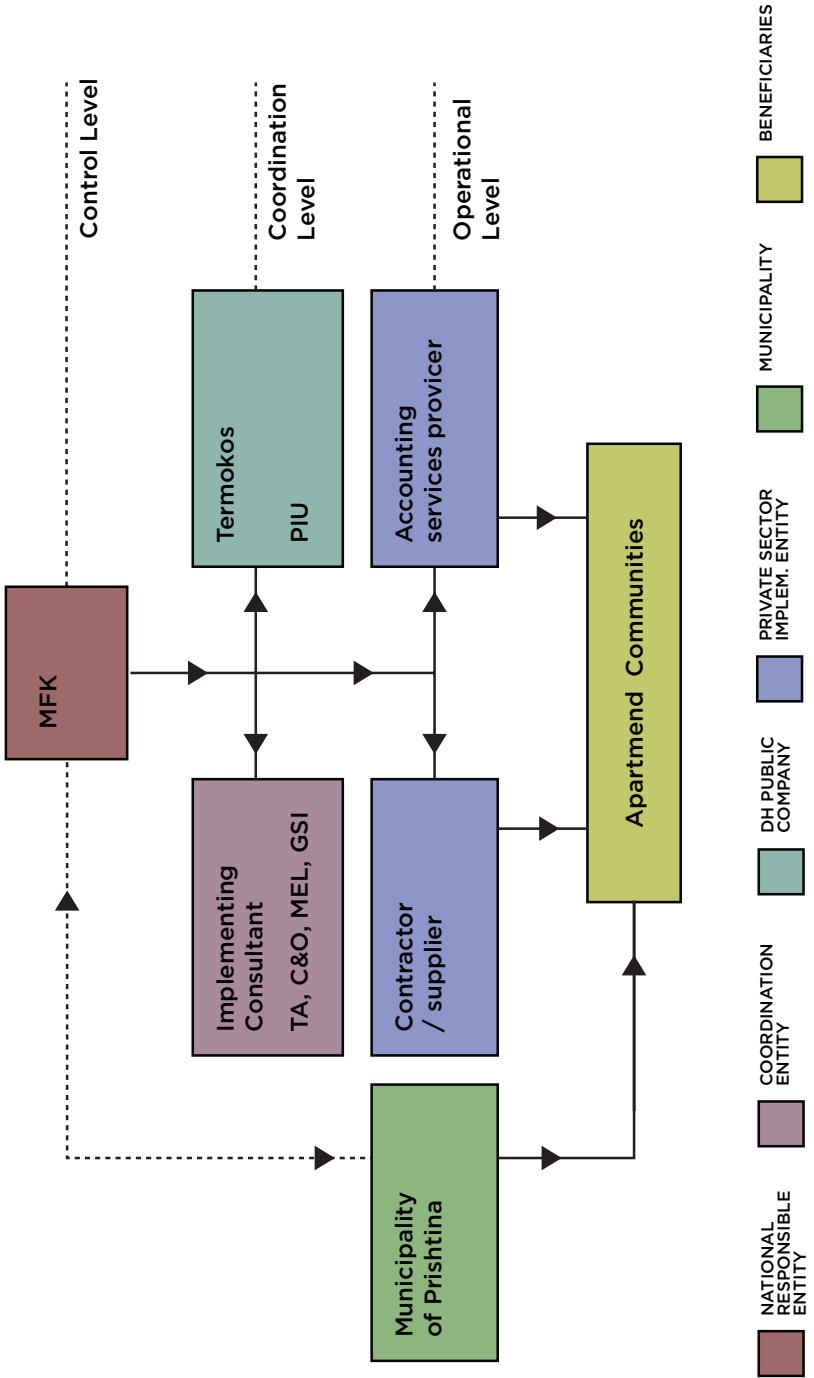 MFK
Control Level
Implementing
Consultant
TA, C&O, MEL, GSI
Termokos
PIU
Coordination
Level
Municipality
of Prishtina
Contractor
/ supplier
Accounting
services provicer
Operational
Level
Apartmend Communities
NATIONAL
RESPONSIBLE
ENTITY
COORDINATION
ENTITY
DH PUBLIC
COMPANY
PRIVATE SECTOR
IMPLEM. ENTITY
MUNICIPALITY
BENEFICIARIES